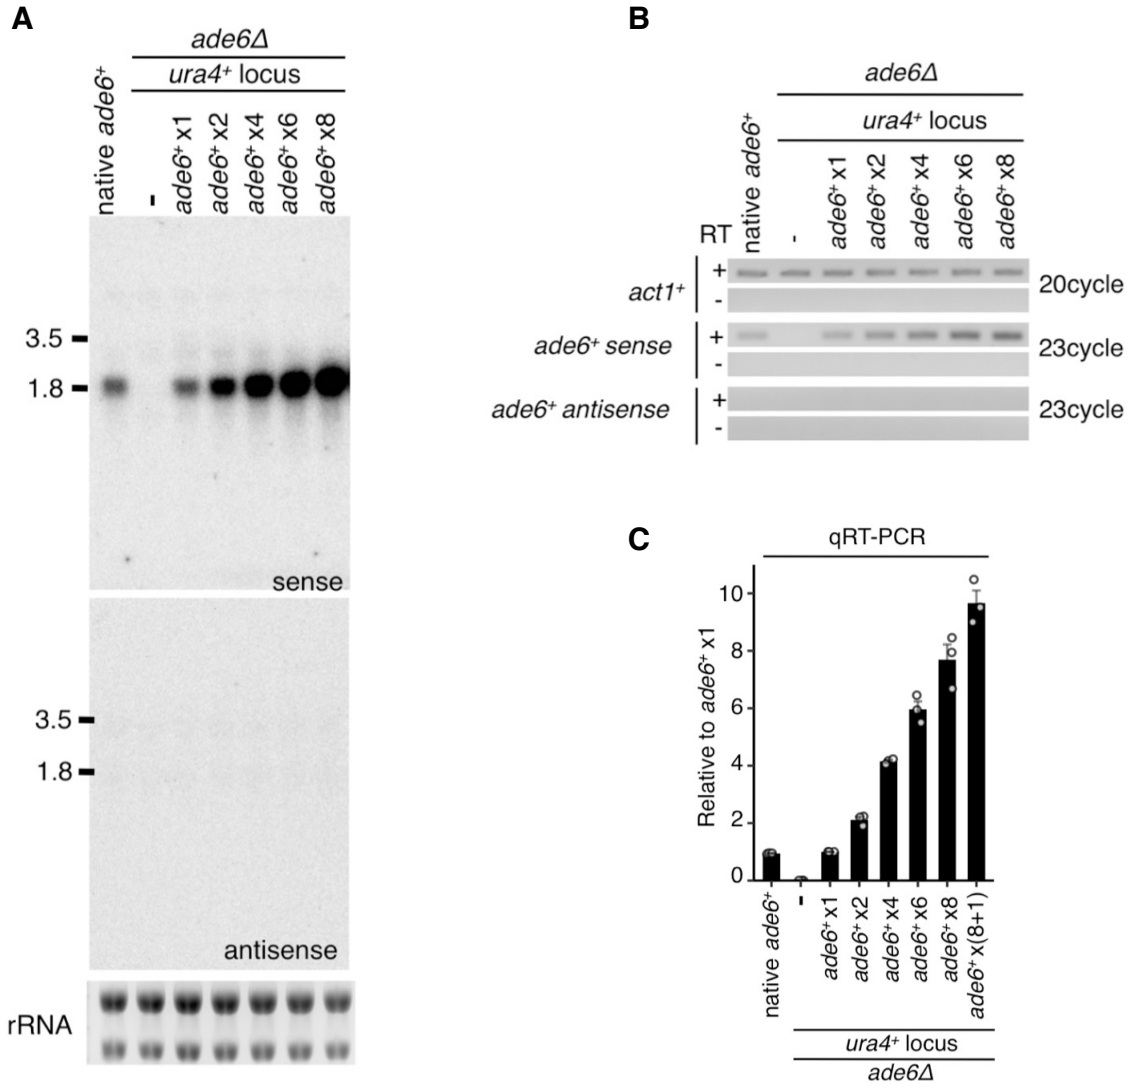 A
ade6Δ
ura4+ locus
native ade6+
-
ade6+ x1
ade6+ x2
ade6+ x4
ade6+ x6
ade6+ x8
3.5
1.8
sense
3.5
1.8
antisense
rRNA
B
ade6Δ
ura4+ locus
RT
native ade6+
-
ade6+ x1
ade6+ x2
ade6+ x4
ade6+ x6
ade6+ x8
act1+
+
-
20cycle
ade6+ sense
+
-
23cycle
ade6+ antisense
+
-
23cycle
C
qRT-PCR
Relative to ade6+ x1
10
8
6
4
2
0
native ade6+
-
ade6+ x1
ade6+ x2
ade6+ x4
ade6+ x6
ade6+ x8
ade6+ x(8+1)
ura4+ locus
ade6Δ